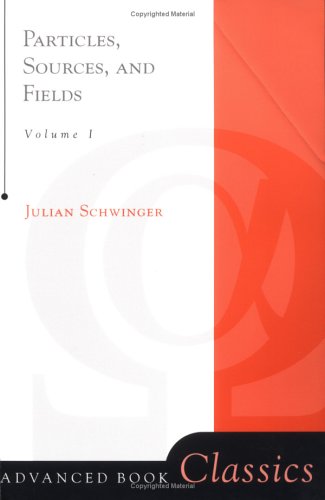 Copyrighted Material
PARTICLES,
SOURCES, AND
FIELDS
Volume I
JULIAN SCHWINGER
ADVANCED BOOK Classics
Copyrighted Material